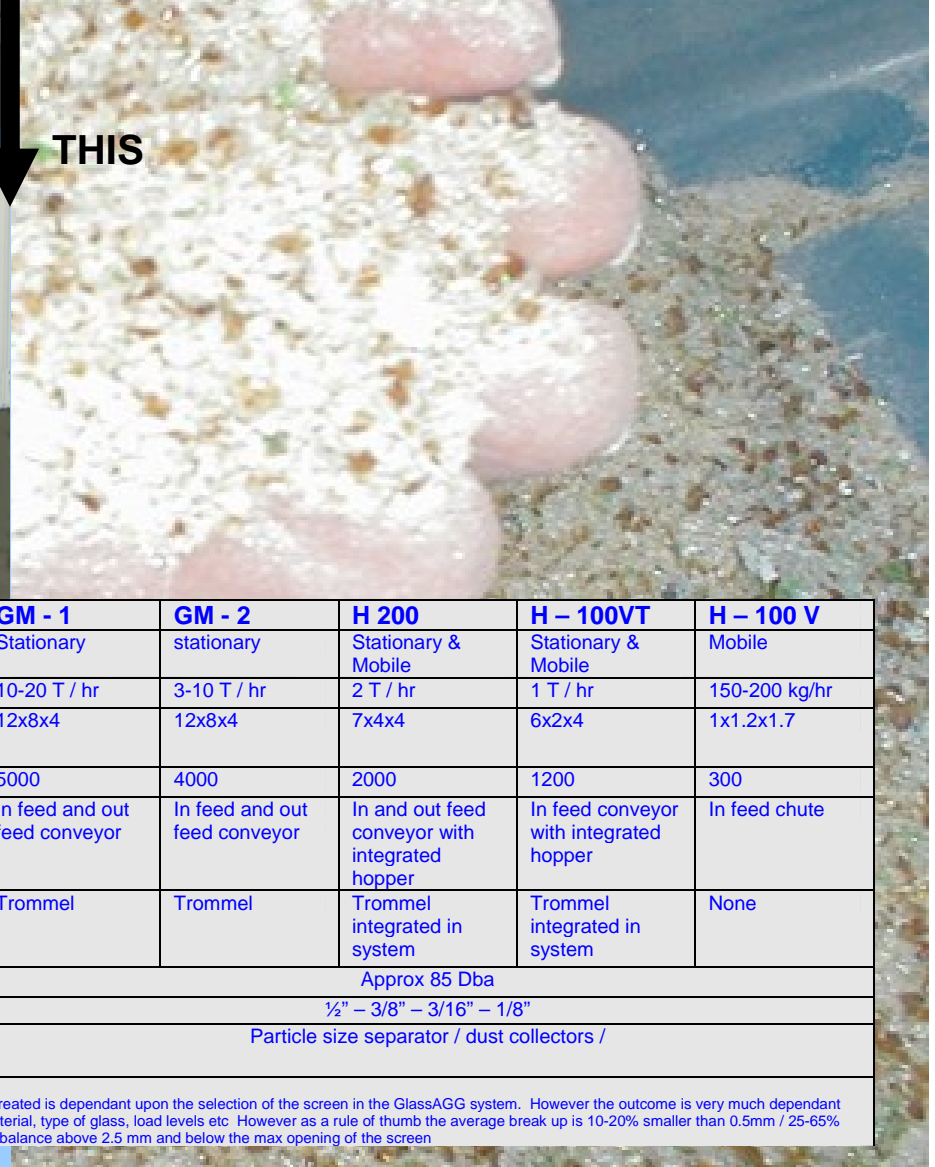 THIS
GM - 1 GM - 2 H 200 H – 100VT H – 100 V
Stationary stationary Stationary & Mobile Stationary & Mobile Mobile
10-20 T / hr 3-10 T / hr 2 T / hr 1 T / hr 150-200 kg/hr
12x8x4 12x8x4 7x4x4 6x2x4 1x1.2x1.7
5000 4000 2000 1200 300
In feed and out feed conveyor In feed and out feed conveyor In and out feed conveyor with integrated hopper In feed conveyor with integrated hopper In feed chute
Trommel Trommel Trommel integrated in system Trommel integrated in system None
Approx 85 Dba
½” – 3/8” – 3/16” – 1/8”
Particle size separator / dust collectors /
reated is dependant upon the selection of the screen in the GlassAGG system. However the outcome is very much dependant
terial, type of glass, load levels etc However as a rule of thumb the average break up is 10-20% smaller than 0.5mm / 25-65%
balance above 2.5 mm and below the max opening of the screen